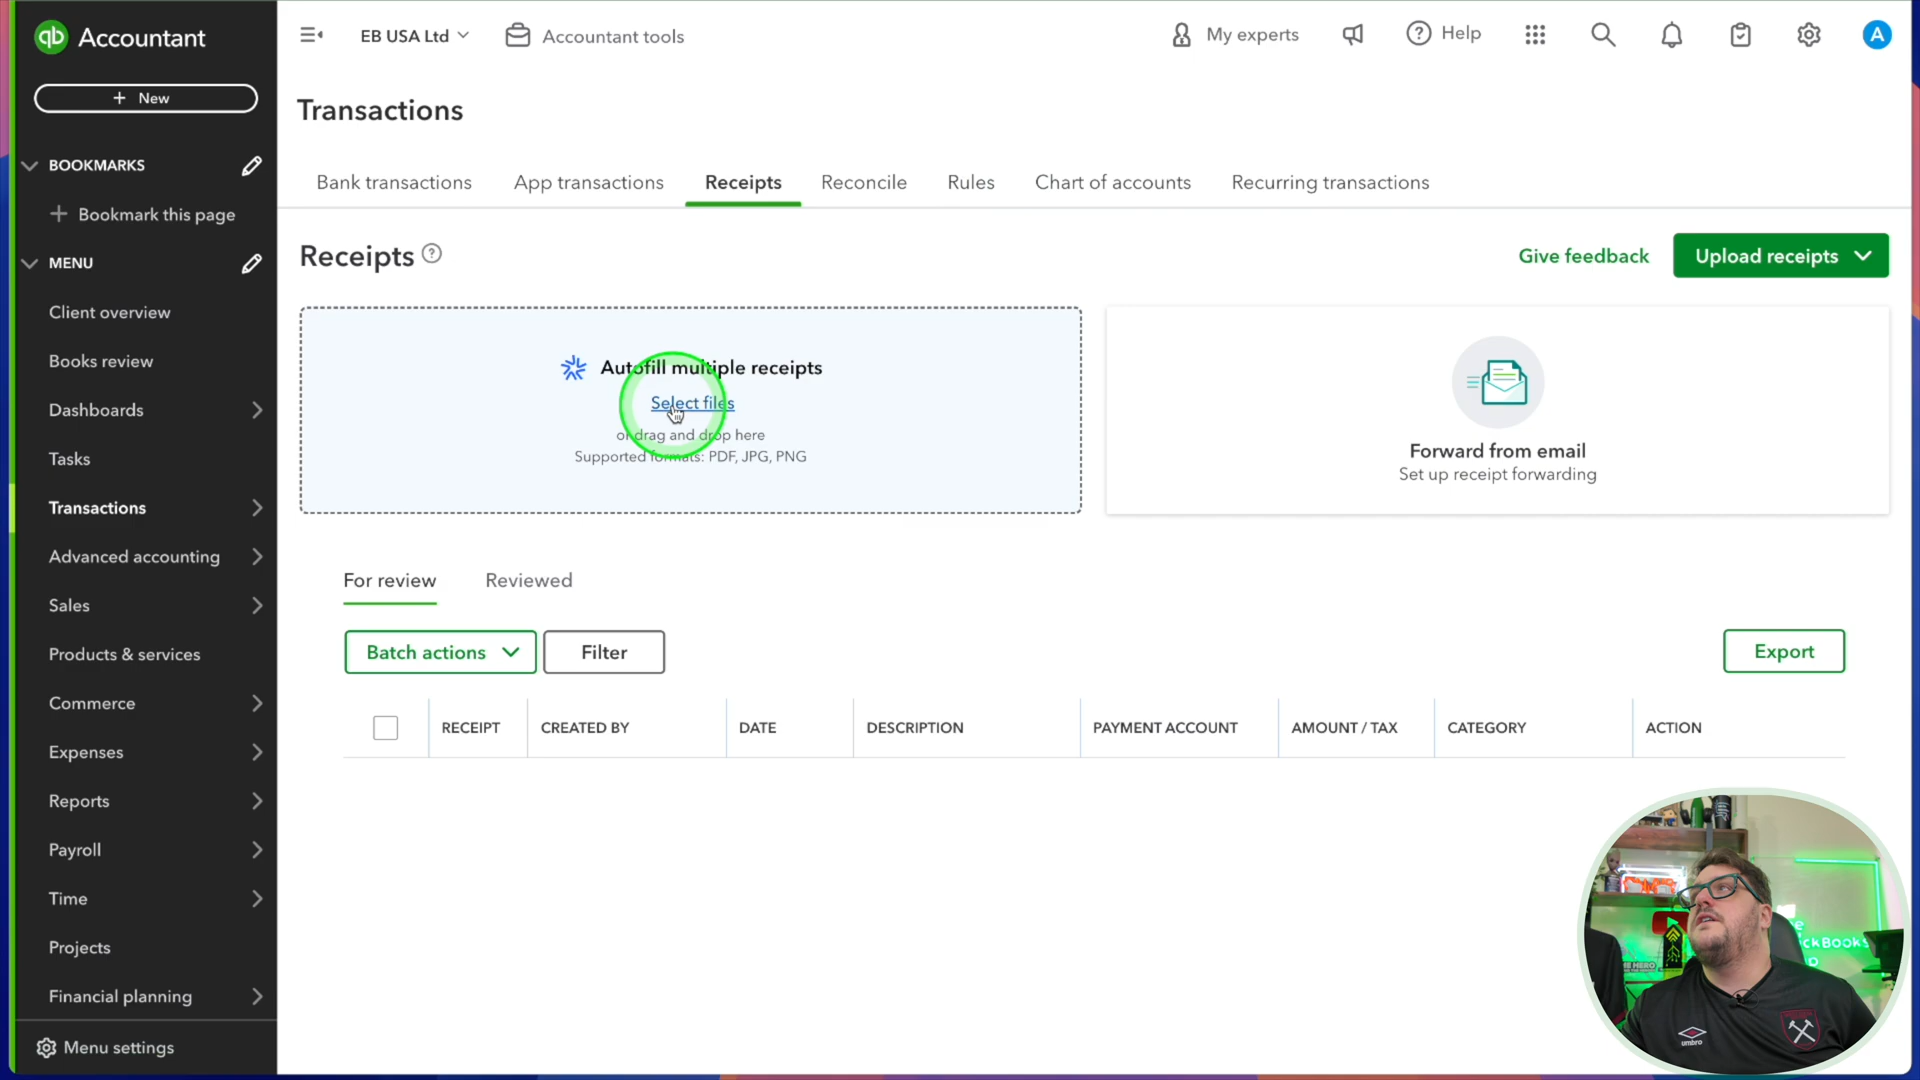 qb Accountant
EB USA Ltd
Accountant tools
My experts
Help
A
+ New
Transactions
BOOKMARKS
Bookmark this page
Bank transactions
App transactions
Receipts
Reconcile
Rules
Chart of accounts
Recurring transactions
MENU
Receipts
Give feedback
Upload receipts
Client overview
Books review
Dashboards
Tasks
Transactions
Advanced accounting
Sales
Products & services
Commerce
Expenses
Reports
Payroll
Time
Projects
Financial planning
Menu settings
Autofill multiple receipts
Select files
or drag and drop here
Supported formats: PDF, JPG, PNG
Forward from email
Set up receipt forwarding
For review
Reviewed
Batch actions
Filter
Export
RECEIPT
CREATED BY
DATE
DESCRIPTION
PAYMENT ACCOUNT
AMOUNT / TAX
CATEGORY
ACTION
umbro